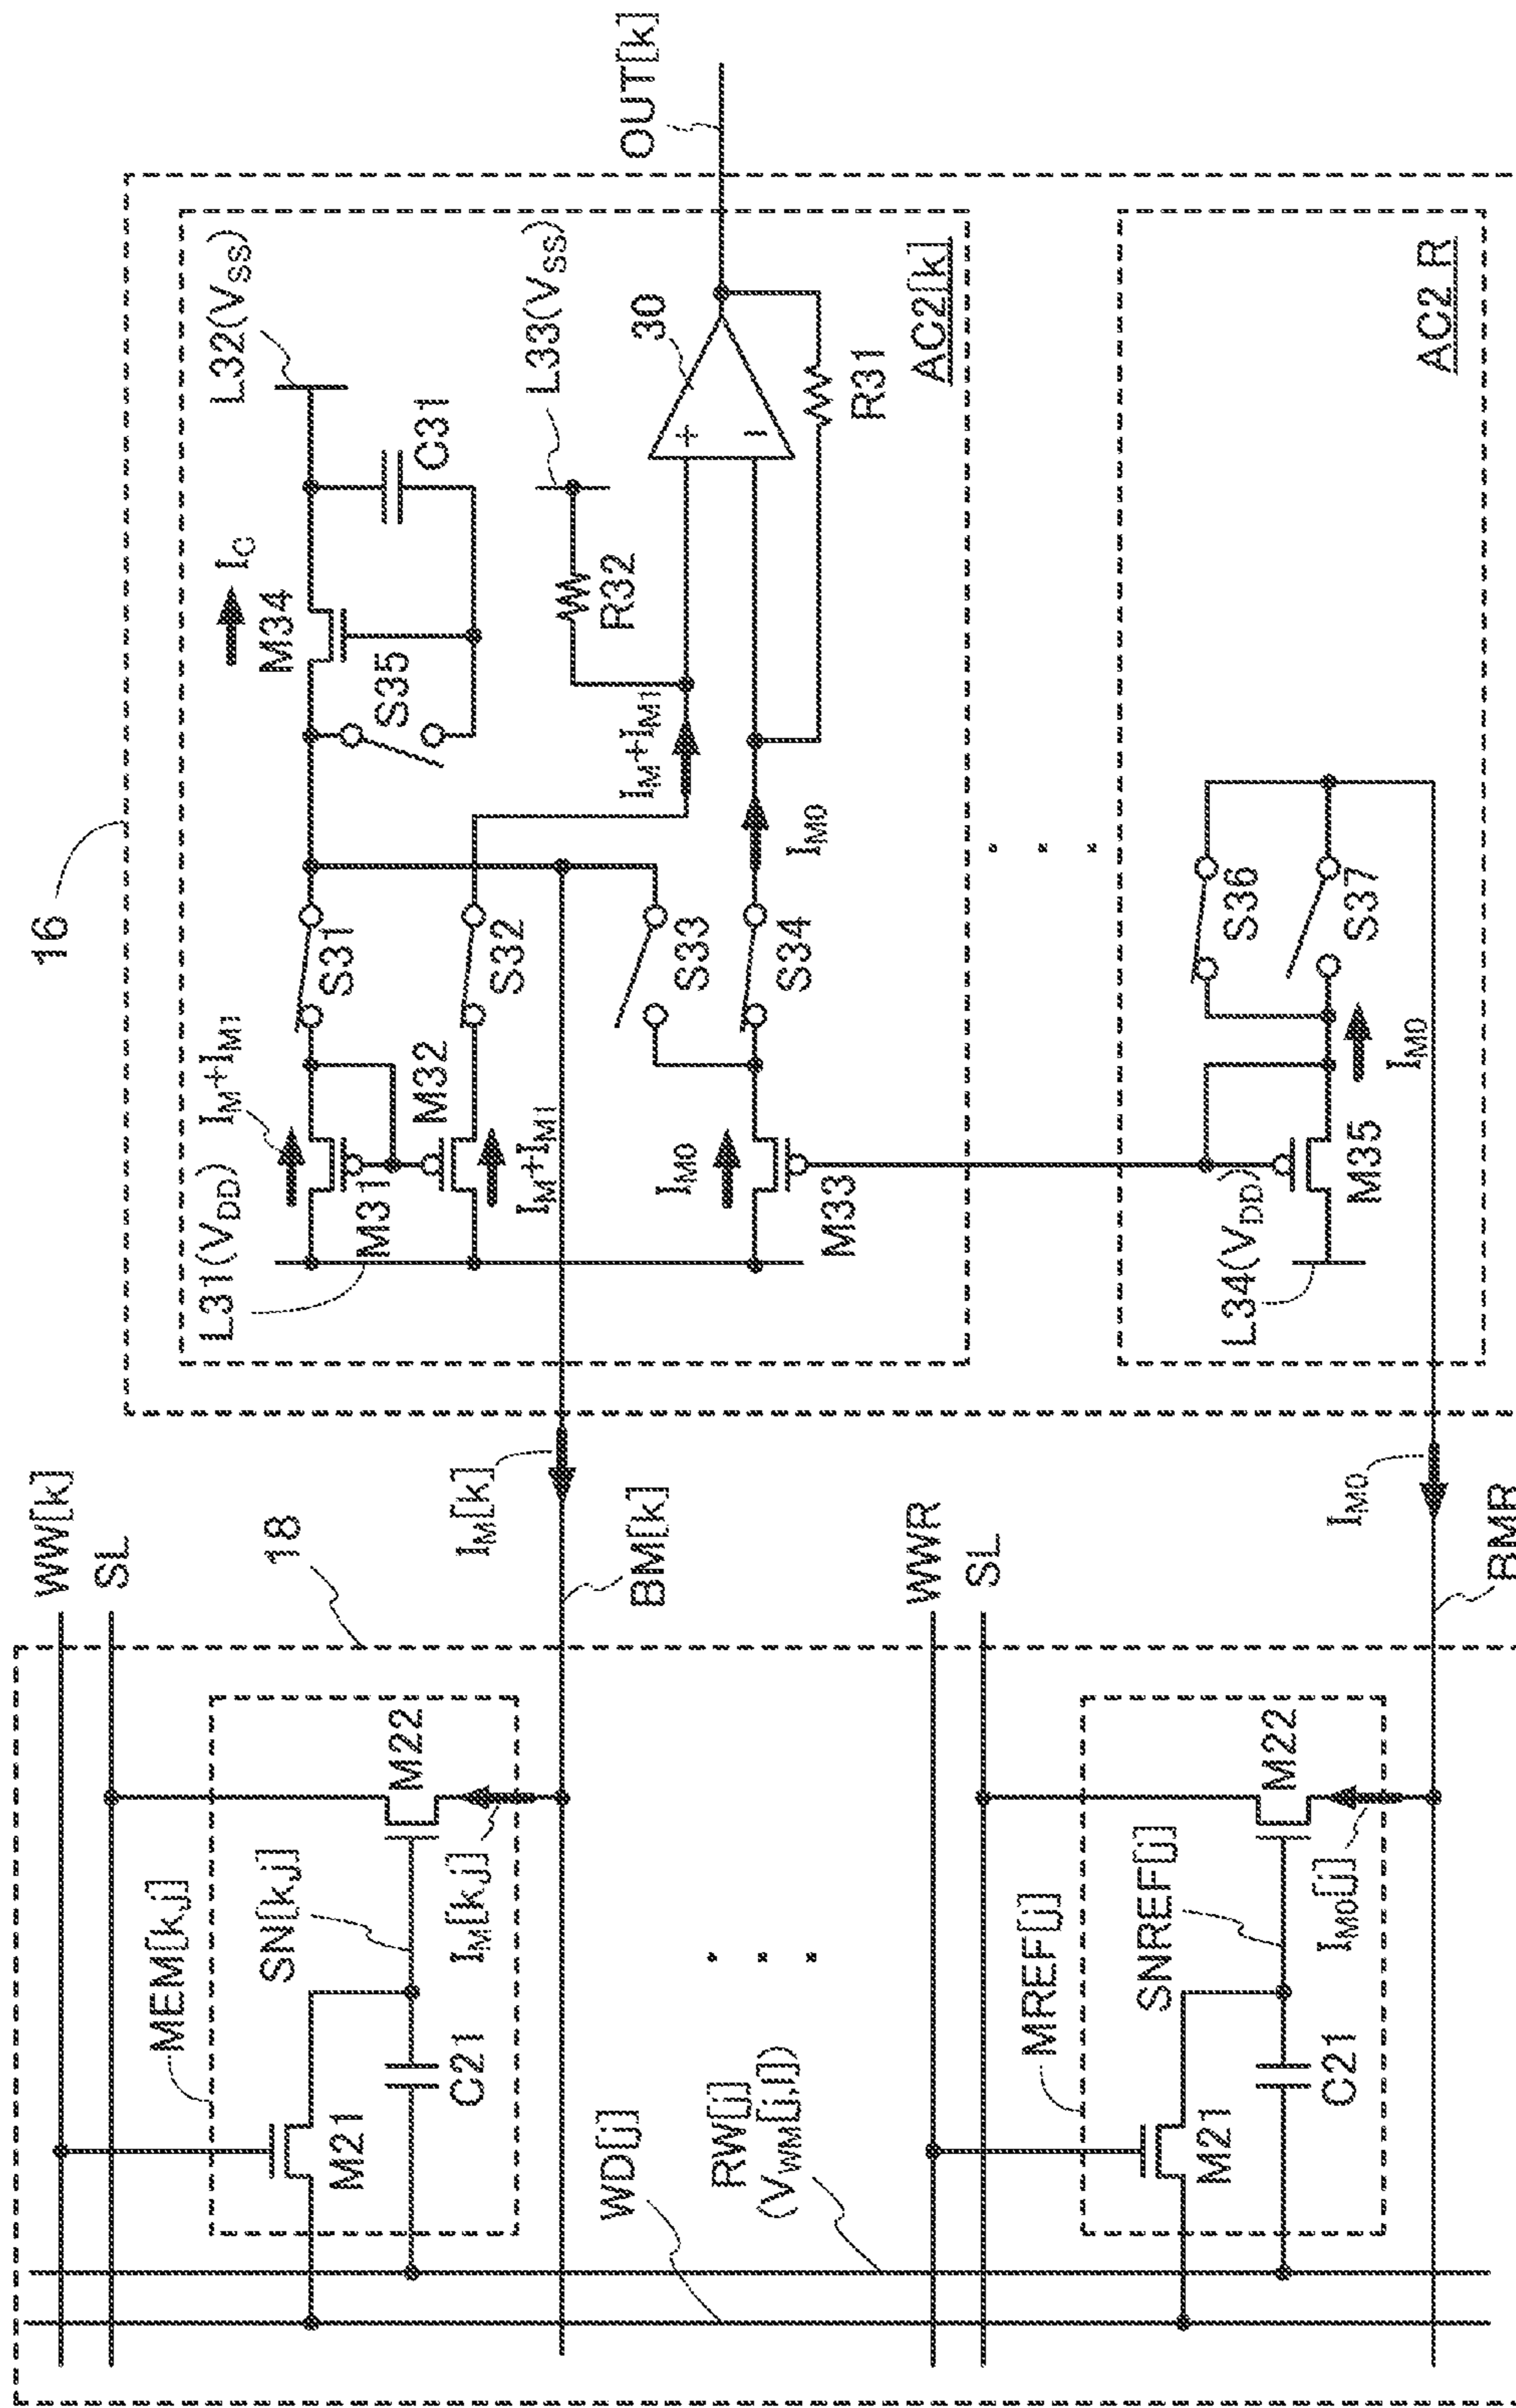 16
OUT[k]
L32(VSS)
IC
M34
C31
S35
L33(VSS)
R32
30
+
−
R31
AC2[k]
IM+IM1
IM0
S31
S32
S33
S34
IM+IM1
L31(VDD)
M31
M32
IM+IM1
IM0
M33
AC2_R
S36
S37
IM0
L34(VDD)
M35
WW[k]
SL
18
IM[k]
BM[k]
WWR
SL
IM0
BMR
MEM[k,j]
SN[k,j]
M22
IM[k,j]
M21
C21
WD[j]
RW[j]
(VWM[j,i])
MREF[j]
SNREF[j]
M22
IM0[j]
M21
C21